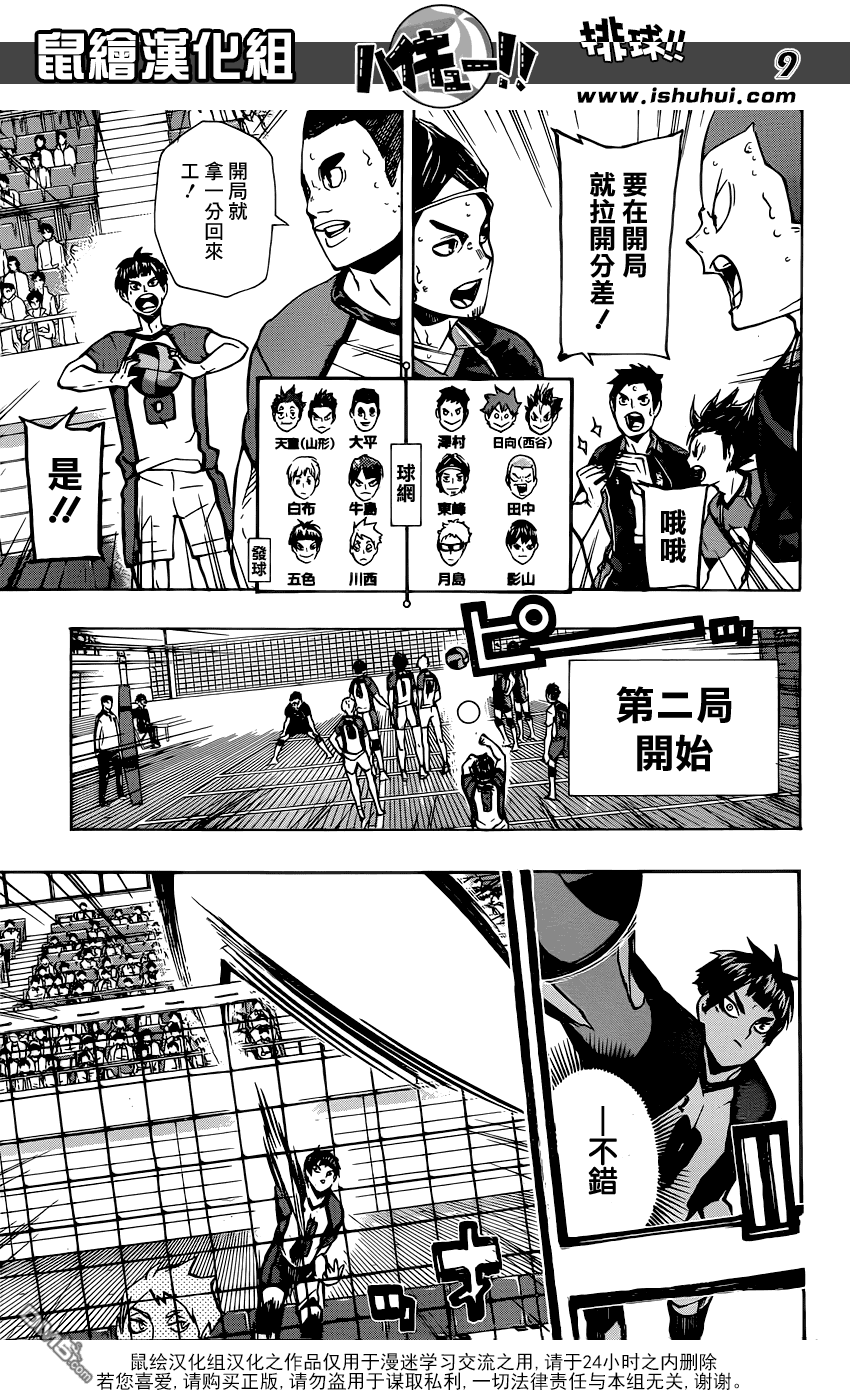 鼠繪漢化組
ハイキュー!!
排球!!
9
www.ishuhui.com
要在開局
就拉開分差!
哦哦
開局就
拿一分回來
工!
是!!
天童(山形)
大平
白布
牛島
五色
川西
發球
球網
澤村
日向(西谷)
東峰
田中
月島
影山
ピーッ
第二局
開始
—不錯
鼠绘汉化组汉化之作品仅用于漫迷学习交流之用,请于24小时之内删除
若您喜爱,请购买正版,请勿盗用于谋取私利,一切法律责任与本组无关,谢谢。